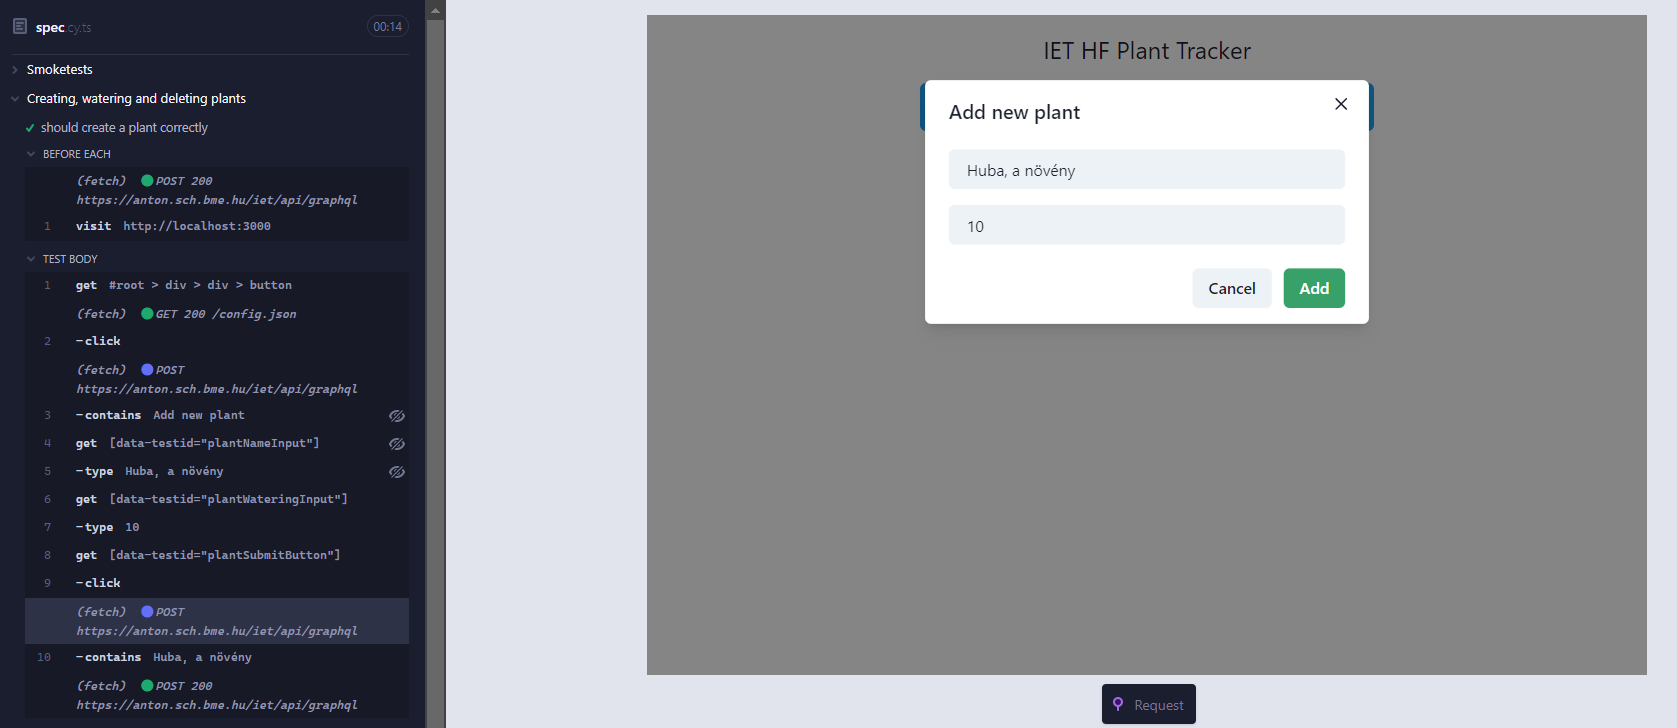 spec.cy.ts 00:14
Smoketests
Creating, watering and deleting plants
should create a plant correctly
BEFORE EACH
(fetch) POST 200
https://anton.sch.bme.hu/iet/api/graphql
1 visit http://localhost:3000
TEST BODY
1 get #root > div > div > button
(fetch) GET 200 /config.json
2 -click
(fetch) POST
https://anton.sch.bme.hu/iet/api/graphql
3 -contains Add new plant
4 get [data-testid="plantNameInput"]
5 -type Huba, a növény
6 get [data-testid="plantWateringInput"]
7 -type 10
8 get [data-testid="plantSubmitButton"]
9 -click
(fetch) POST
https://anton.sch.bme.hu/iet/api/graphql
10 -contains Huba, a növény
(fetch) POST 200
https://anton.sch.bme.hu/iet/api/graphql
IET HF Plant Tracker
Add new plant
Huba, a növény
10
Cancel Add
Request